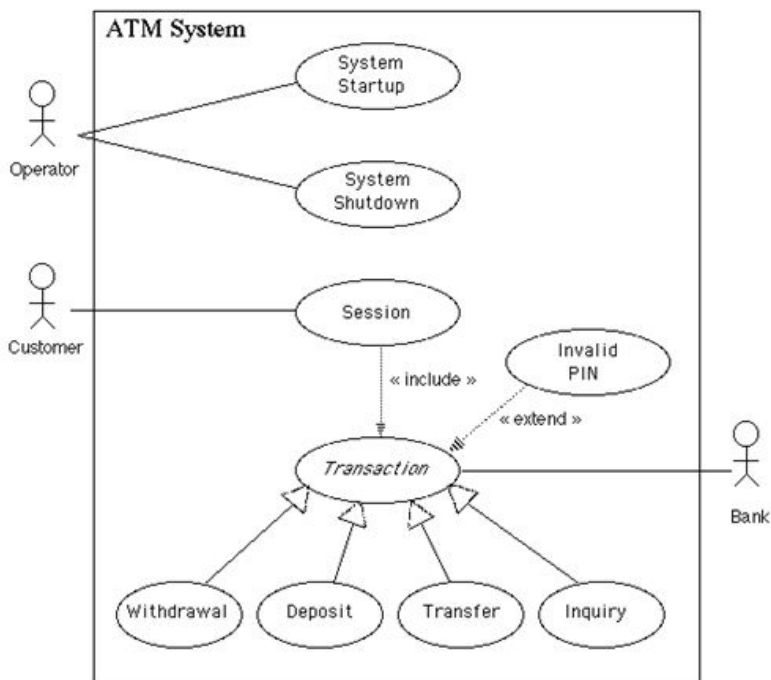 ATM System
System
Startup
Operator
System
Shutdown
Customer
Session
Invalid
PIN
« include »
« extend »
Transaction
Bank
Withdrawal
Deposit
Transfer
Inquiry